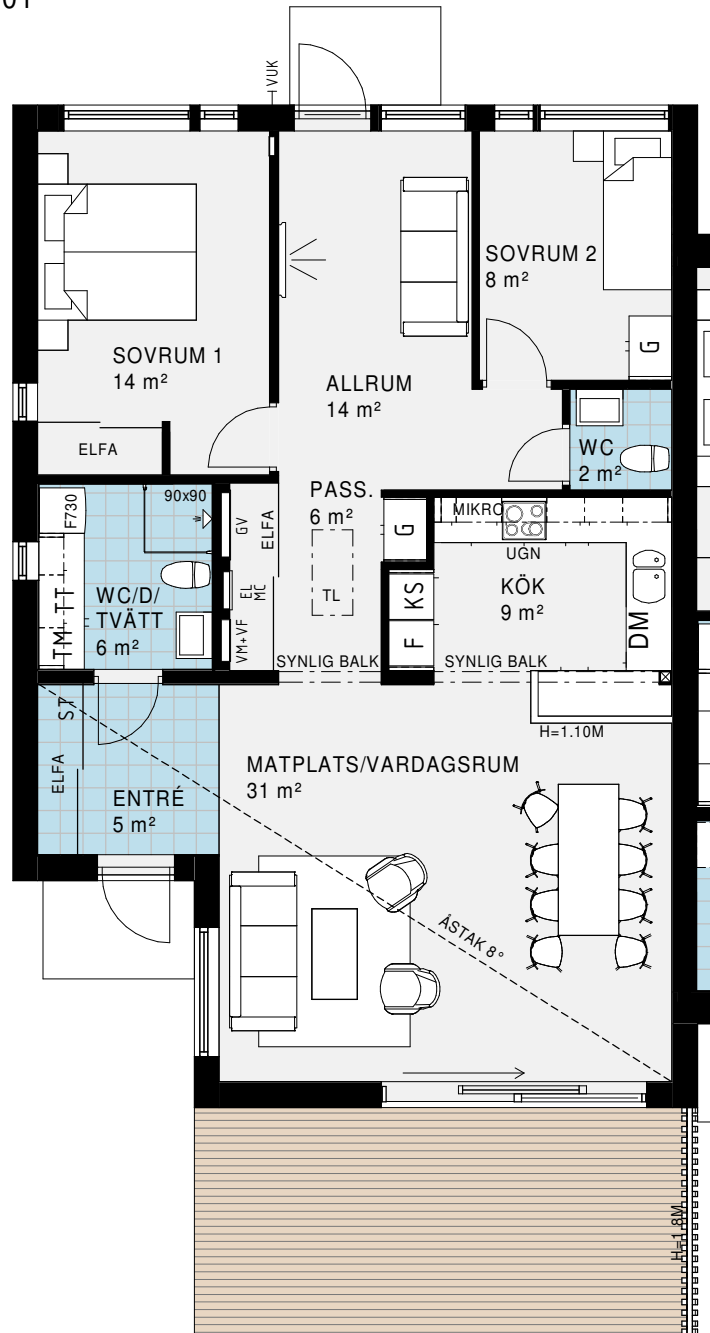 VUK
SOVRUM 2
8 m²
G
SOVRUM 1
14 m²
ALLRUM
14 m²
ELFA
WC
2 m²
F730
90x90
GV
ELFA
PASS.
6 m²
G
MIKRO
UGN
TT
TM
WC/D/
TVÄTT
6 m²
EL
MC
VM+VF
TL
KS
F
KÖK
9 m²
DM
SYNLIG BALK
SYNLIG BALK
ST
ELFA
H=1.10M
MATPLATS/VARDAGSRUM
31 m²
ENTRÉ
5 m²
ÅSTAK 8°
H=1.8M